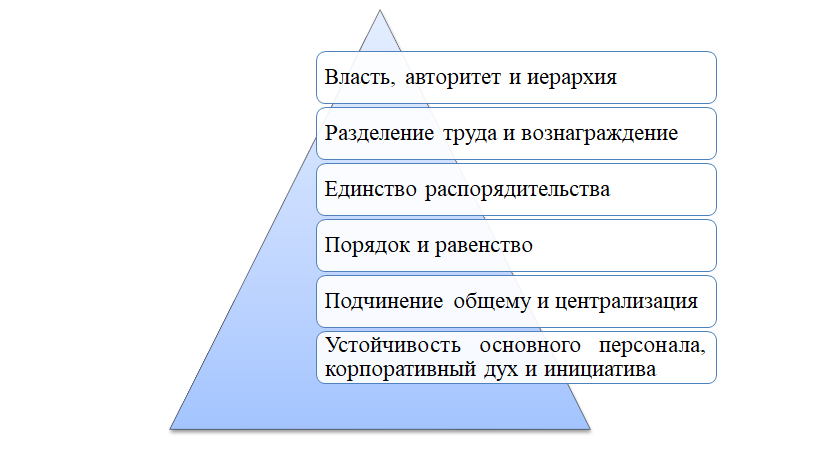 Власть, авторитет и иерархия
Разделение труда и вознаграждение
Единство распорядительства
Порядок и равенство
Подчинение общему и централизация
Устойчивость основного персонала,
корпоративный дух и инициатива